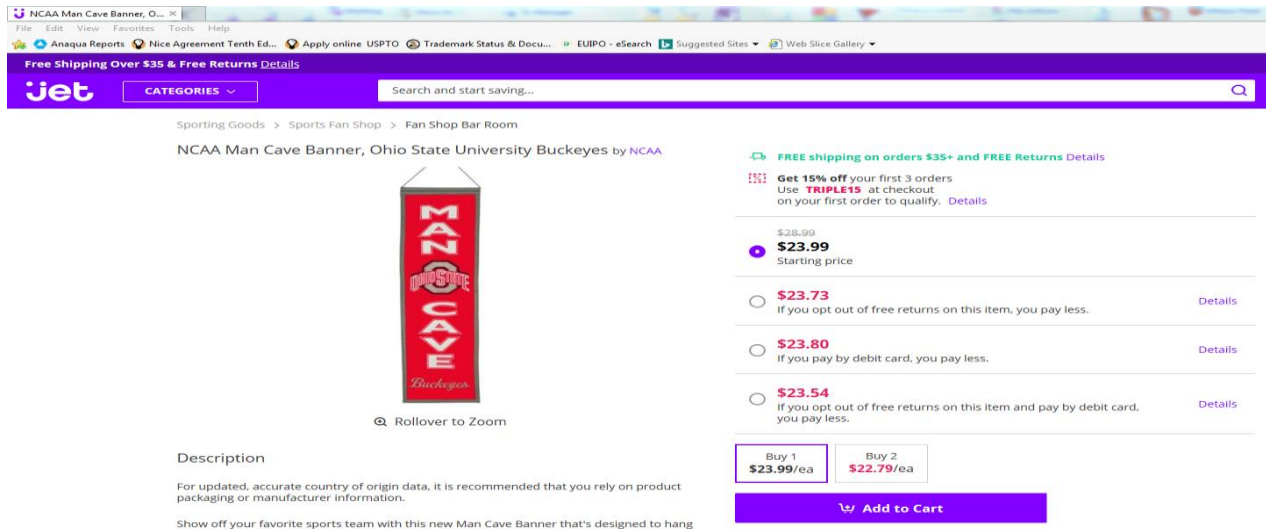 NCAA Man Cave Banner, O... ×
File Edit View Favorites Tools Help
Anaqua Reports Nice Agreement Tenth Ed... Apply online USPTO Trademark Status & Docu... EUIPO - eSearch Suggested Sites ▾ Web Slice Gallery ▾
Free Shipping Over $35 & Free Returns Details
jet CATEGORIES Search and start saving...
Sporting Goods > Sports Fan Shop > Fan Shop Bar Room
NCAA Man Cave Banner, Ohio State University Buckeyes by NCAA
MAN
OHIO STATE
CAVE
Buckeyes
Rollover to Zoom
Description
For updated, accurate country of origin data, it is recommended that you rely on product
packaging or manufacturer information.
Show off your favorite sports team with this new Man Cave Banner that's designed to hang
FREE shipping on orders $35+ and FREE Returns Details
Get 15% off your first 3 orders
Use TRIPLE15 at checkout
on your first order to qualify. Details
$28.99
$23.99
Starting price
$23.73
If you opt out of free returns on this item, you pay less. Details
$23.80
If you pay by debit card, you pay less. Details
$23.54
If you opt out of free returns on this item and pay by debit card, Details
you pay less.
Buy 1 Buy 2
$23.99/ea $22.79/ea
Add to Cart